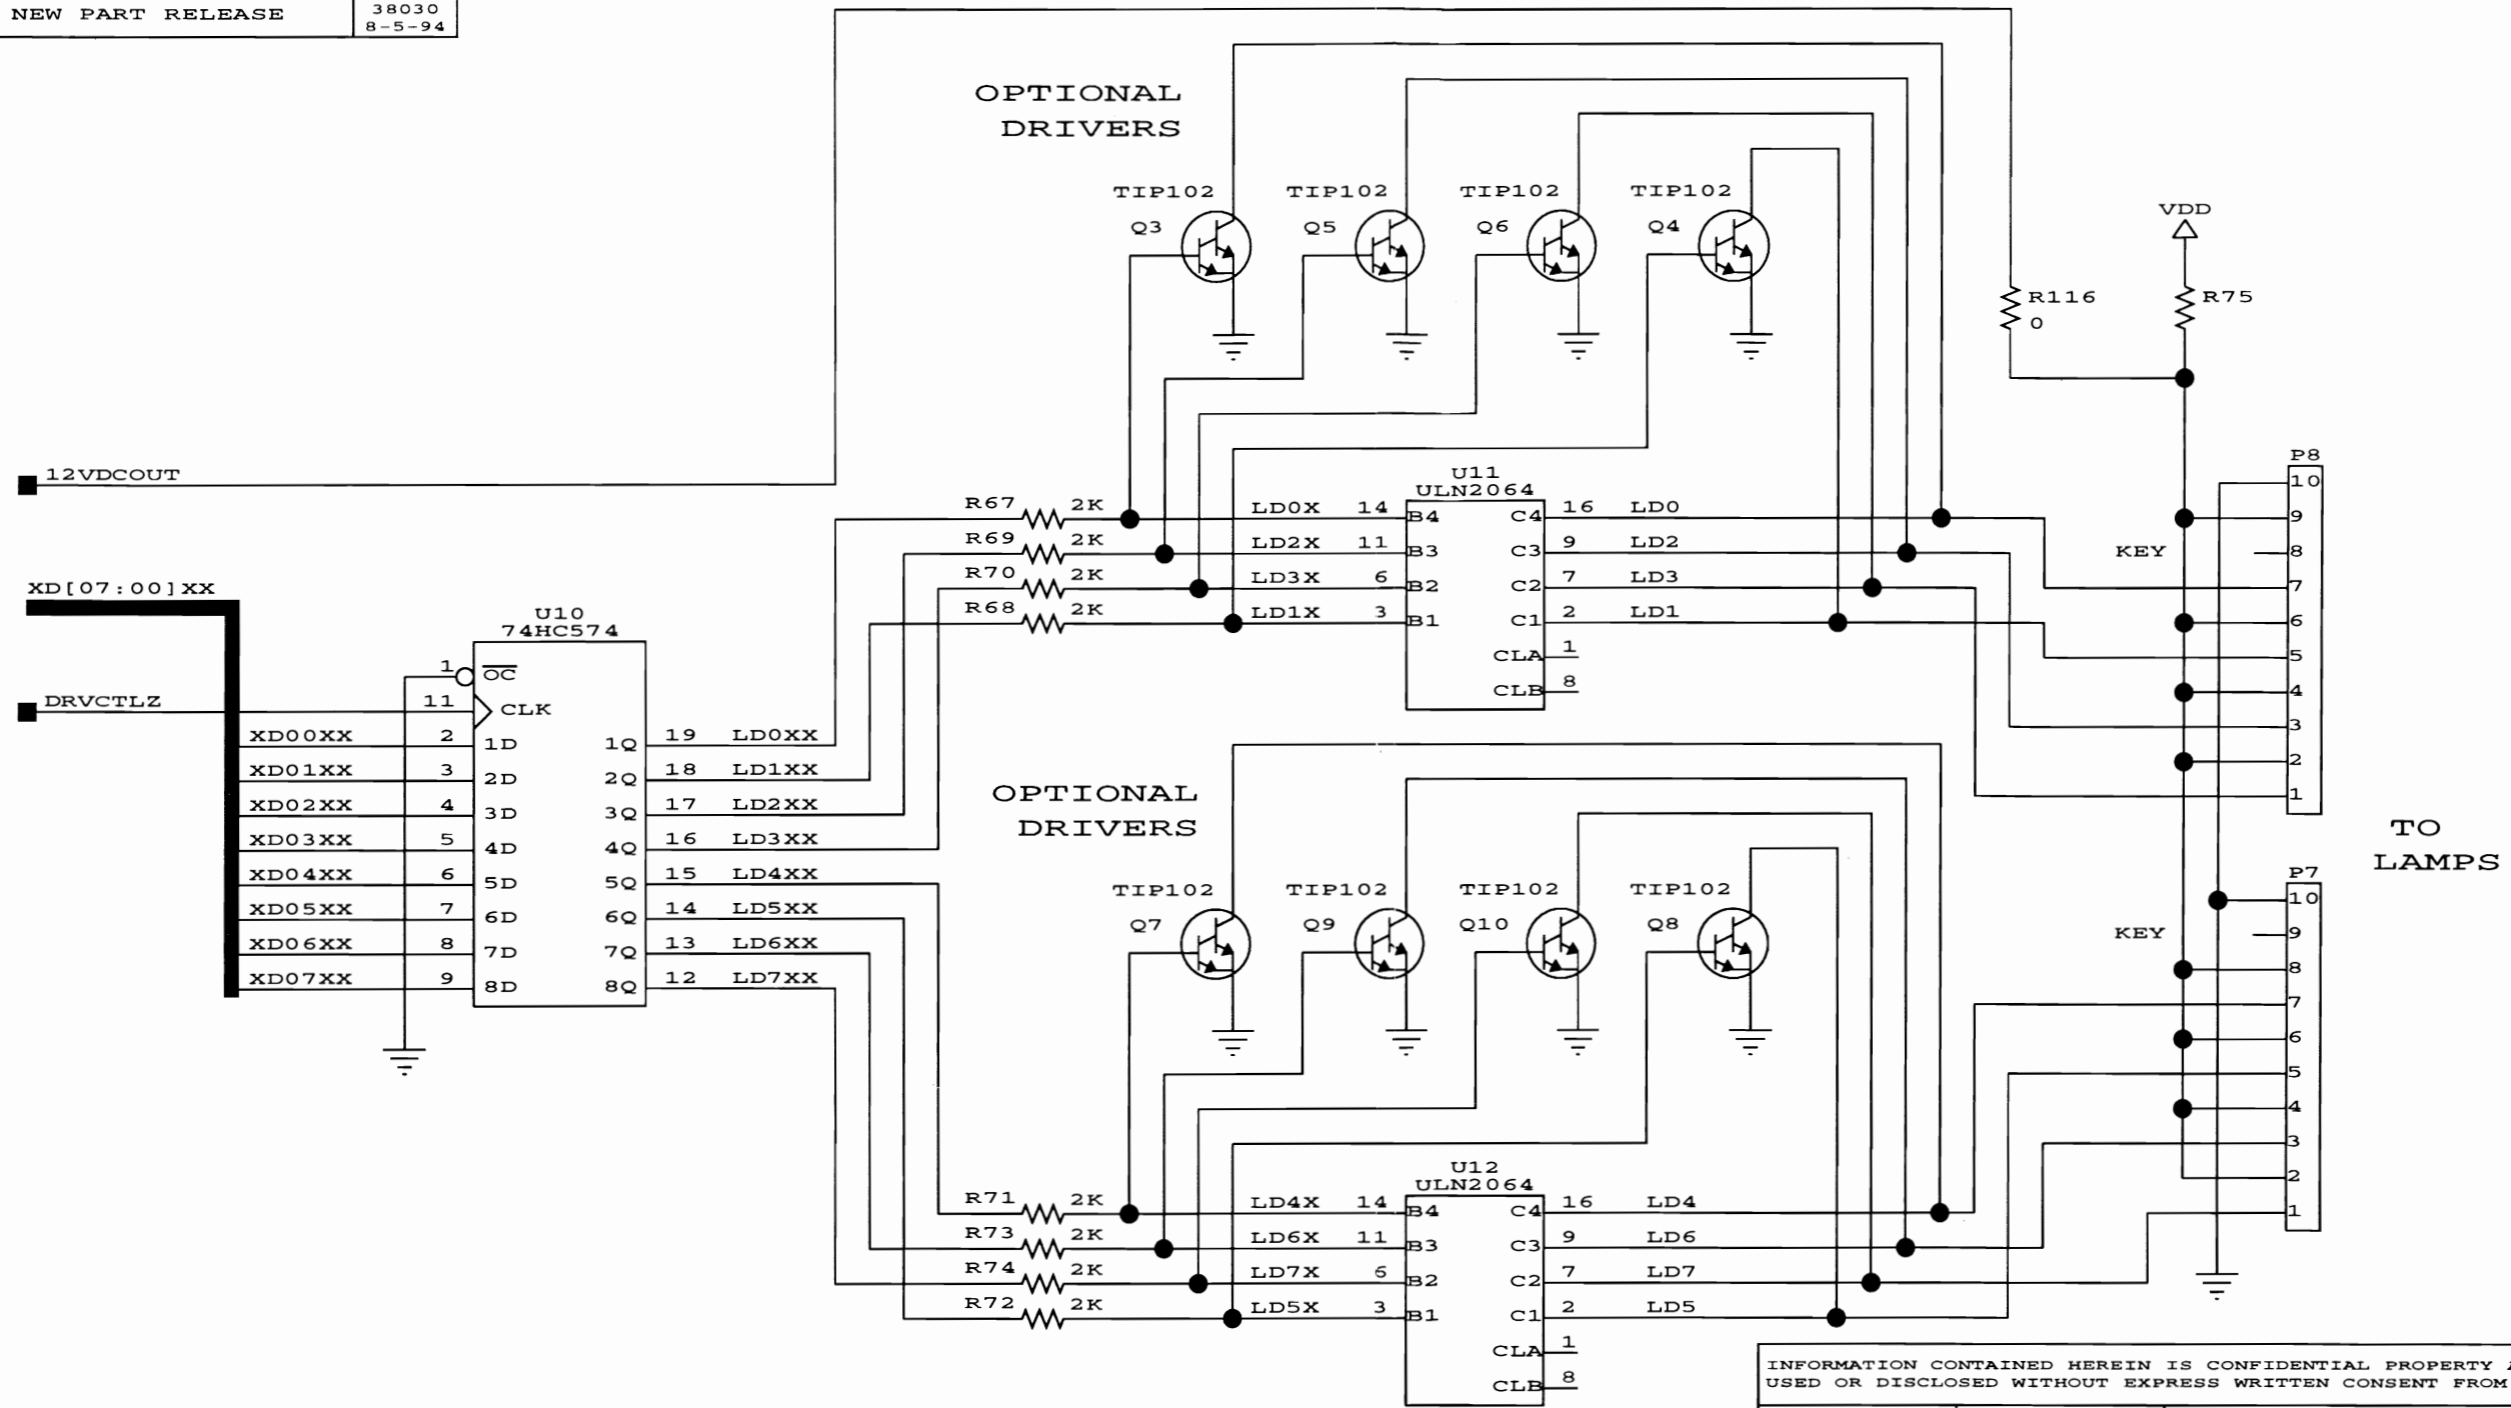 NEW PART RELEASE
38030
8-5-94
OPTIONAL
DRIVERS
TIP102
Q3
TIP102
Q5
TIP102
Q6
TIP102
Q4
VDD
R116
0
R75
12VDCOUT
XD[07:00]XX
DRVCTLZ
U10
74HC574
1
OC
11
CLK
XD00XX 2 1D
XD01XX 3 2D
XD02XX 4 3D
XD03XX 5 4D
XD04XX 6 5D
XD05XX 7 6D
XD06XX 8 7D
XD07XX 9 8D
1Q 19 LD0XX
2Q 18 LD1XX
3Q 17 LD2XX
4Q 16 LD3XX
5Q 15 LD4XX
6Q 14 LD5XX
7Q 13 LD6XX
8Q 12 LD7XX
R67 2K
R69 2K
R70 2K
R68 2K
U11
ULN2064
LD0X 14 B4 C4 16 LD0
LD2X 11 B3 C3 9 LD2
LD3X 6 B2 C2 7 LD3
LD1X 3 B1 C1 2 LD1
CLA 1
CLB 8
P8
10
9
KEY 8
7
6
5
4
3
2
1
OPTIONAL
DRIVERS
TIP102
Q7
TIP102
Q9
TIP102
Q10
TIP102
Q8
TO
LAMPS
P7
10
KEY 9
8
7
6
5
4
3
2
1
R71 2K
R73 2K
R74 2K
R72 2K
U12
ULN2064
LD4X 14 B4 C4 16 LD4
LD6X 11 B3 C3 9 LD6
LD7X 6 B2 C2 7 LD7
LD5X 3 B1 C1 2 LD5
CLA 1
CLB 8
INFORMATION CONTAINED HEREIN IS CONFIDENTIAL PROPERTY
USED OR DISCLOSED WITHOUT EXPRESS WRITTEN CONSENT FROM